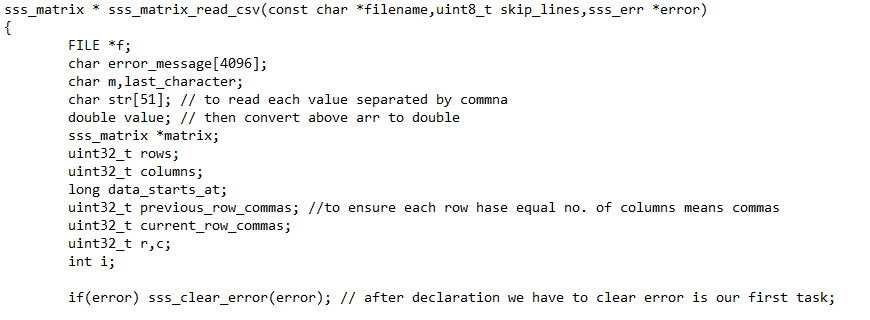 sss_matrix * sss_matrix_read_csv(const char *filename,uint8_t skip_lines,sss_err *error)
{
FILE *f;
char error_message[4096];
char m,last_character;
char str[51]; // to read each value separated by commna
double value; // then convert above arr to double
sss_matrix *matrix;
uint32_t rows;
uint32_t columns;
long data_starts_at;
uint32_t previous_row_commas; //to ensure each row hase equal no. of columns means commas
uint32_t current_row_commas;
uint32_t r,c;
int i;
if(error) sss_clear_error(error); // after declaration we have to clear error is our first task;